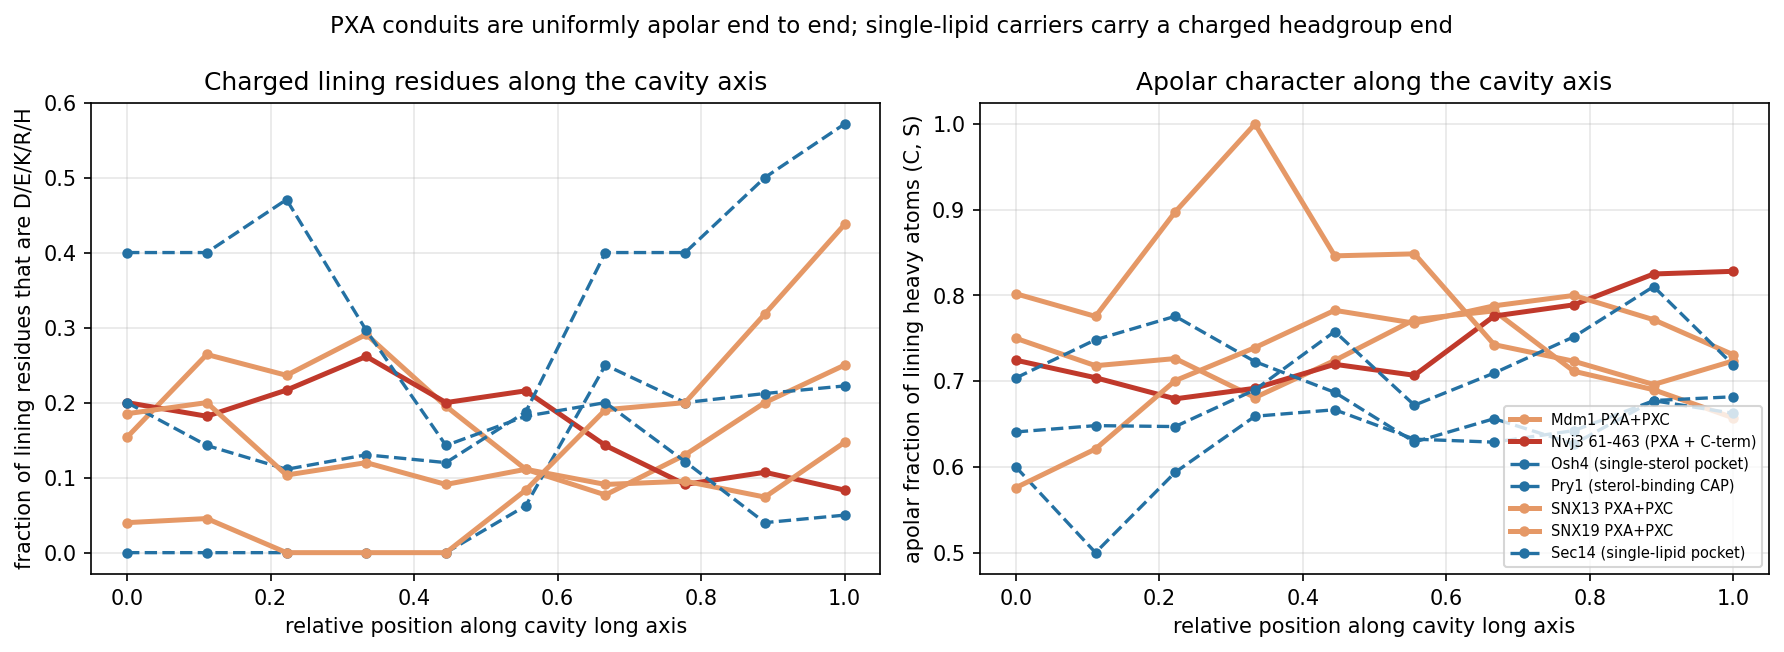 PXA conduits are uniformly apolar end to end; single-lipid carriers carry a charged headgroup end
Charged lining residues along the cavity axis
fraction of lining residues that are D/E/K/R/H
0.6
0.5
0.4
0.3
0.2
0.1
0.0
0.0 0.2 0.4 0.6 0.8 1.0
relative position along cavity long axis
Apolar character along the cavity axis
apolar fraction of lining heavy atoms (C, S)
1.0
0.9
0.8
0.7
0.6
0.5
Mdm1 PXA+PXC
Nvj3 61-463 (PXA + C-term)
Osh4 (single-sterol pocket)
Pry1 (sterol-binding CAP)
SNX13 PXA+PXC
SNX19 PXA+PXC
Sec14 (single-lipid pocket)
0.0 0.2 0.4 0.6 0.8 1.0
relative position along cavity long axis